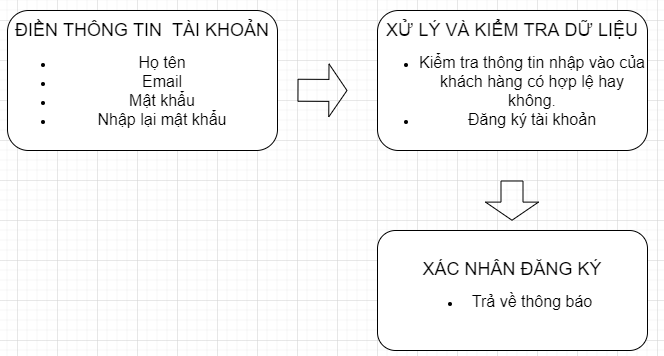 ĐIỀN THÔNG TIN TÀI KHOẢN
• Họ tên
• Email
• Mật khẩu
• Nhập lại mật khẩu
XỬ LÝ VÀ KIỂM TRA DỮ LIỆU
• Kiểm tra thông tin nhập vào của
khách hàng có hợp lệ hay
không.
• Đăng ký tài khoản
XÁC NHÂN ĐĂNG KÝ
• Trả về thông báo